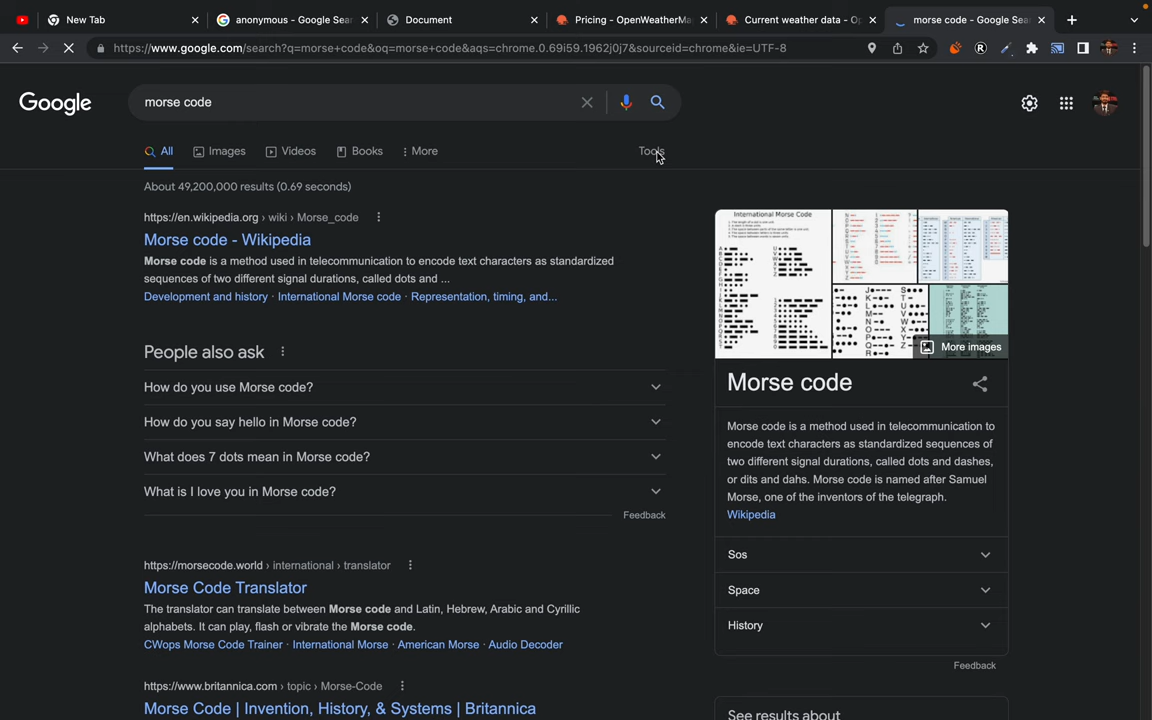 New Tab
anonymous - Google Sea
Document
Pricing - OpenWeatherMa
Current weather data - Op
morse code - Google Sea
https://www.google.com/search?q=morse+code&oq=morse+code&aqs=chrome.0.69i59.1962j0j7&sourceid=chrome&ie=UTF-8
Google
morse code
All
Images
Videos
Books
More
Tools
About 49,200,000 results (0.69 seconds)
https://en.wikipedia.org › wiki › Morse_code
Morse code - Wikipedia
Morse code is a method used in telecommunication to encode text characters as standardized
sequences of two different signal durations, called dots and ...
Development and history · International Morse code · Representation, timing, and...
People also ask
How do you use Morse code?
How do you say hello in Morse code?
What does 7 dots mean in Morse code?
What is I love you in Morse code?
Feedback
https://morsecode.world › international › translator
Morse Code Translator
The translator can translate between Morse code and Latin, Hebrew, Arabic and Cyrillic
alphabets. It can play, flash or vibrate the Morse code.
CWops Morse Code Trainer · International Morse · American Morse · Audio Decoder
https://www.britannica.com › topic › Morse-Code
Morse Code | Invention, History, & Systems | Britannica
International Morse Code
More images
Morse code
Morse code is a method used in telecommunication to
encode text characters as standardized sequences of
two different signal durations, called dots and dashes,
or dits and dahs. Morse code is named after Samuel
Morse, one of the inventors of the telegraph.
Wikipedia
Sos
Space
History
Feedback
See results about